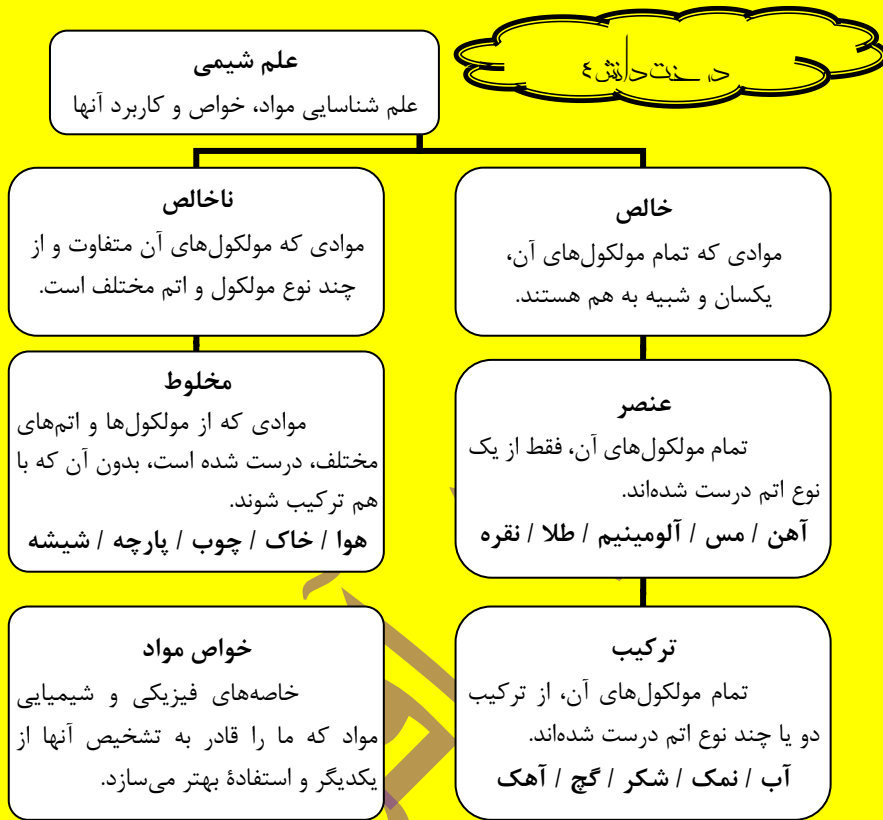 درخت دانش ٤
علم شیمی
علم شناسایی مواد، خواص و کاربرد آنها
خالص
موادی که تمام مولکول‌های آن،
یکسان و شبیه به هم هستند.
ناخالص
موادی که مولکول‌های آن متفاوت و از
چند نوع مولکول و اتم مختلف است.
عنصر
تمام مولکول‌های آن، فقط از یک
نوع اتم درست شده‌اند.
آهن / مس / آلومینیم / طلا / نقره
مخلوط
موادی که از مولکول‌ها و اتم‌های
مختلف، درست شده است، بدون آن که با
هم ترکیب شوند.
هوا / خاک / چوب / پارچه / شیشه
ترکیب
تمام مولکول‌های آن، از ترکیب
دو یا چند نوع اتم درست شده‌اند.
آب / نمک / شکر / گچ / آهک
خواص مواد
خاصه‌های فیزیکی و شیمیایی
مواد که ما را قادر به تشخیص آنها از
یکدیگر و استفادۀ بهتر می‌سازد.